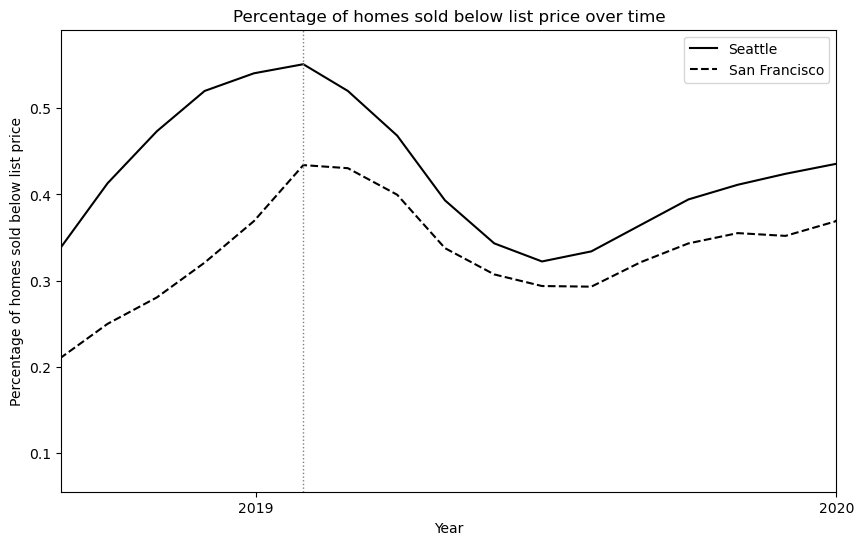 Percentage of homes sold below list price over time
Seattle
San Francisco
Percentage of homes sold below list price
0.5
0.4
0.3
0.2
0.1
2019
2020
Year